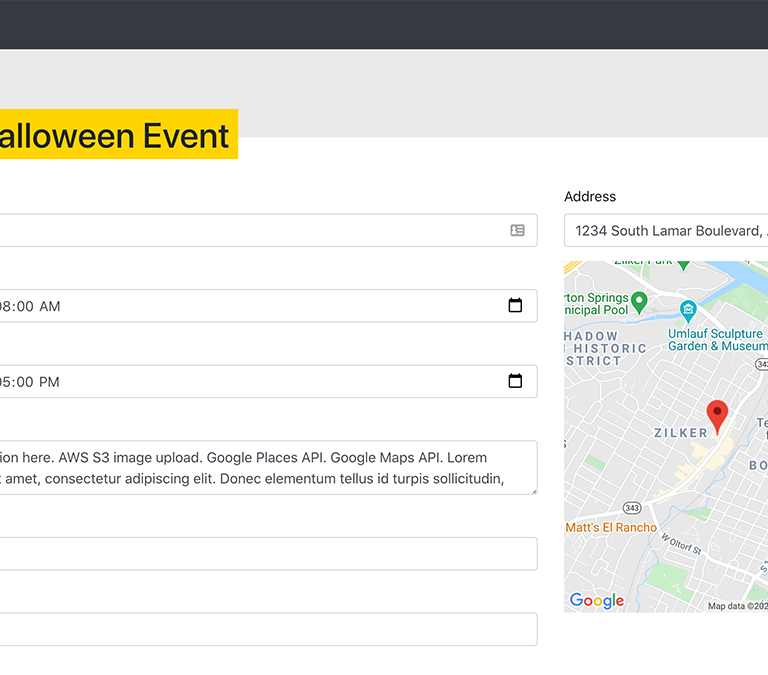 alloween Event
08:00 AM
05:00 PM
ion here. AWS S3 image upload. Google Places API. Google Maps API. Lorem
amet, consectetur adipiscing elit. Donec elementum tellus id turpis sollicitudin,
Address
1234 South Lamar Boulevard,
Zilker Park
rton Springs
nicipal Pool
Umlauf Sculpture
Garden & Museum
HADOW
HISTORIC
STRICT
34
ZILKER
Te
BO
343
Matt's El Rancho
W Oltorf St
Google
Map data ©202